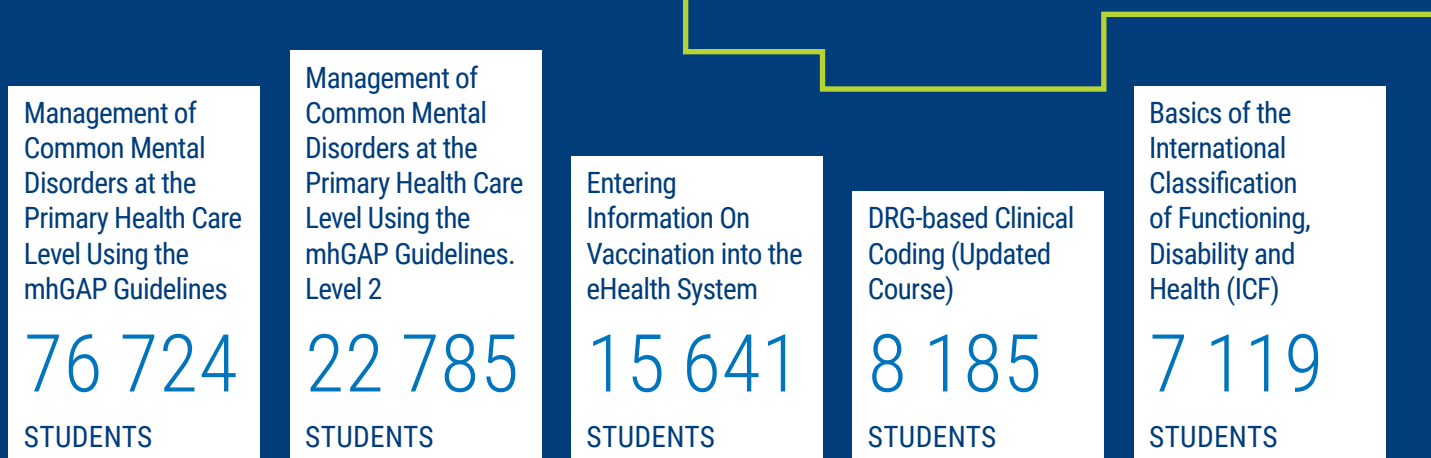 Management of
Common Mental
Disorders at the
Primary Health Care
Level Using the
mhGAP Guidelines
76 724
STUDENTS
Management of
Common Mental
Disorders at the
Primary Health Care
Level Using the
mhGAP Guidelines.
Level 2
22 785
STUDENTS
Entering
Information On
Vaccination into the
eHealth System
15 641
STUDENTS
DRG-based Clinical
Coding (Updated
Course)
8 185
STUDENTS
Basics of the
International
Classification
of Functioning,
Disability and
Health (ICF)
7 119
STUDENTS